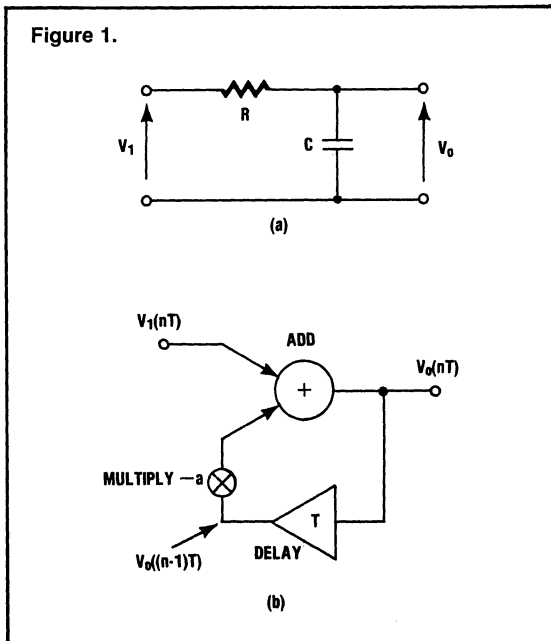 Figure 1.
R
V₁
C
Vₒ
(a)
V₁(nT)
ADD
+
Vₒ(nT)
MULTIPLY —a
T
DELAY
Vₒ((n-1)T)
(b)